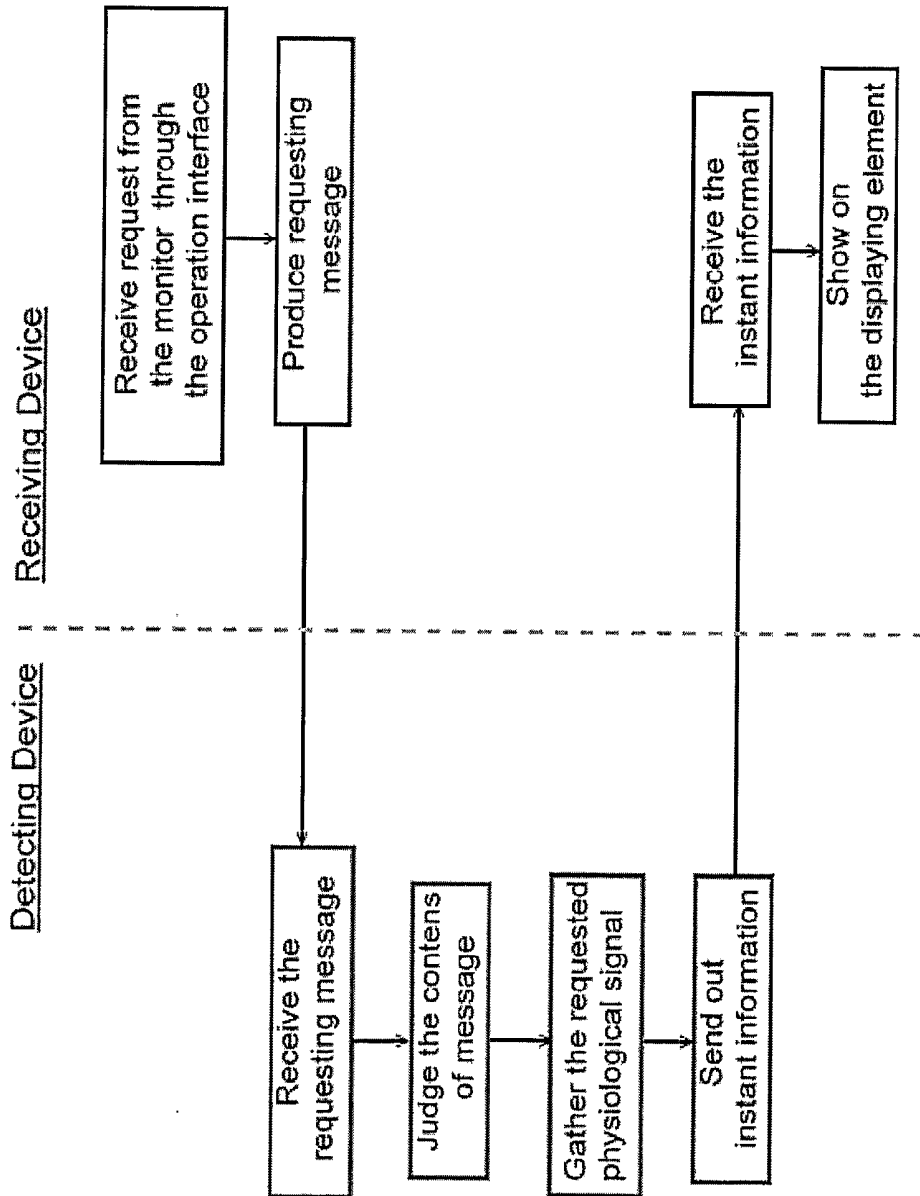 Detecting Device
Receiving Device
Receive request from
the monitor through
the operation interface
Produce requesting
message
Receive the
requesting message
Judge the contens
of message
Gather the requested
physiological signal
Send out
instant information
Receive the
instant information
Show on
the displaying element